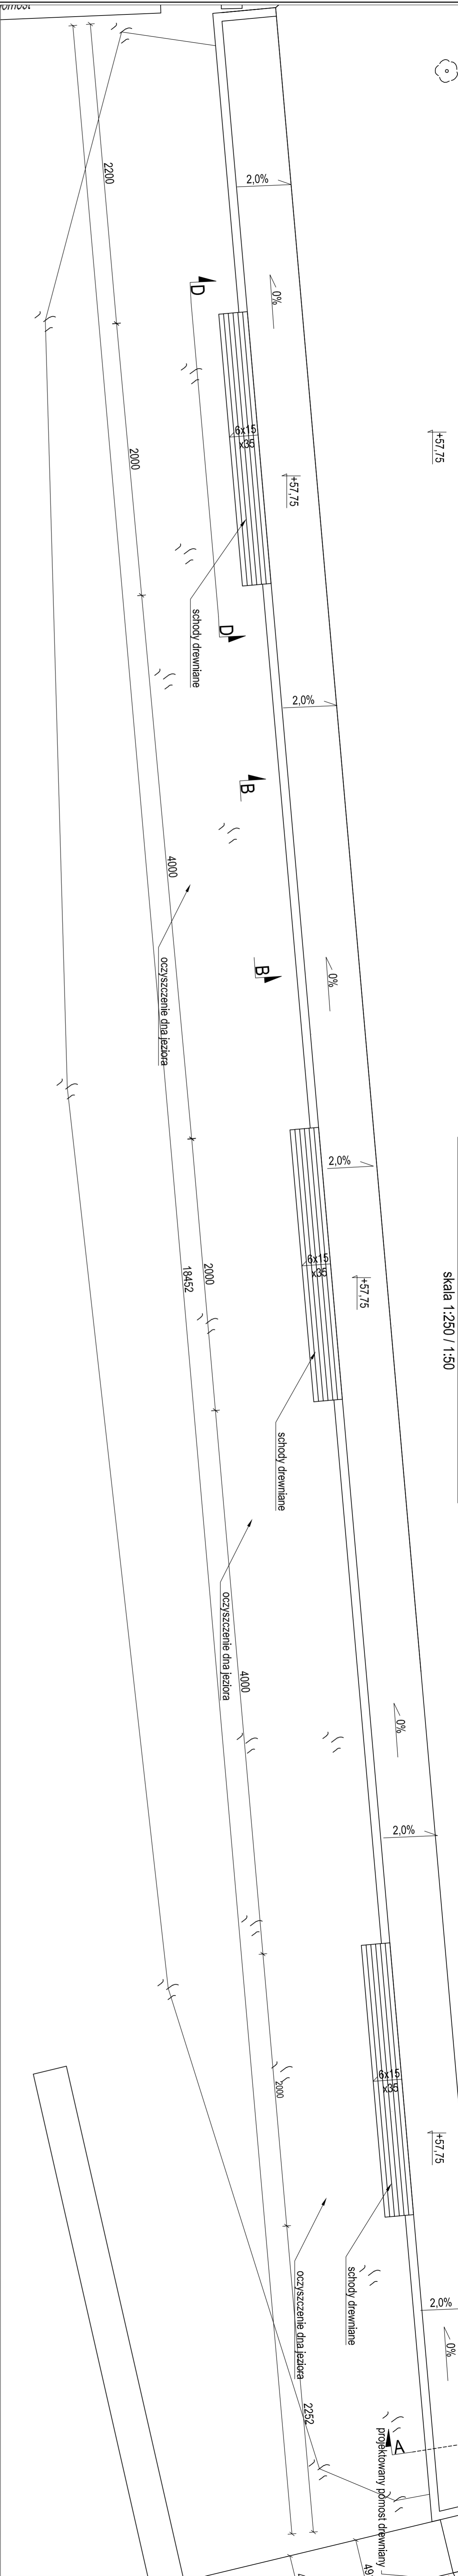 2,0%
2200
0%
D
+57,75
6x15
x35
2000
+57,75
schody drewniane
D
2,0%
B
4000
B
0%
oczyszczenie dna jeziora
2,0%
2000
18452
6x15
x35
+57,75
skala 1:250 / 1:50
schody drewniane
oczyszczenie dna jeziora
4000
0%
2,0%
6x15
x35
2000
+57,75
schody drewniane
oczyszczenie dna jeziora
2,0%
0%
2252
A
projektowany pomost drewniany